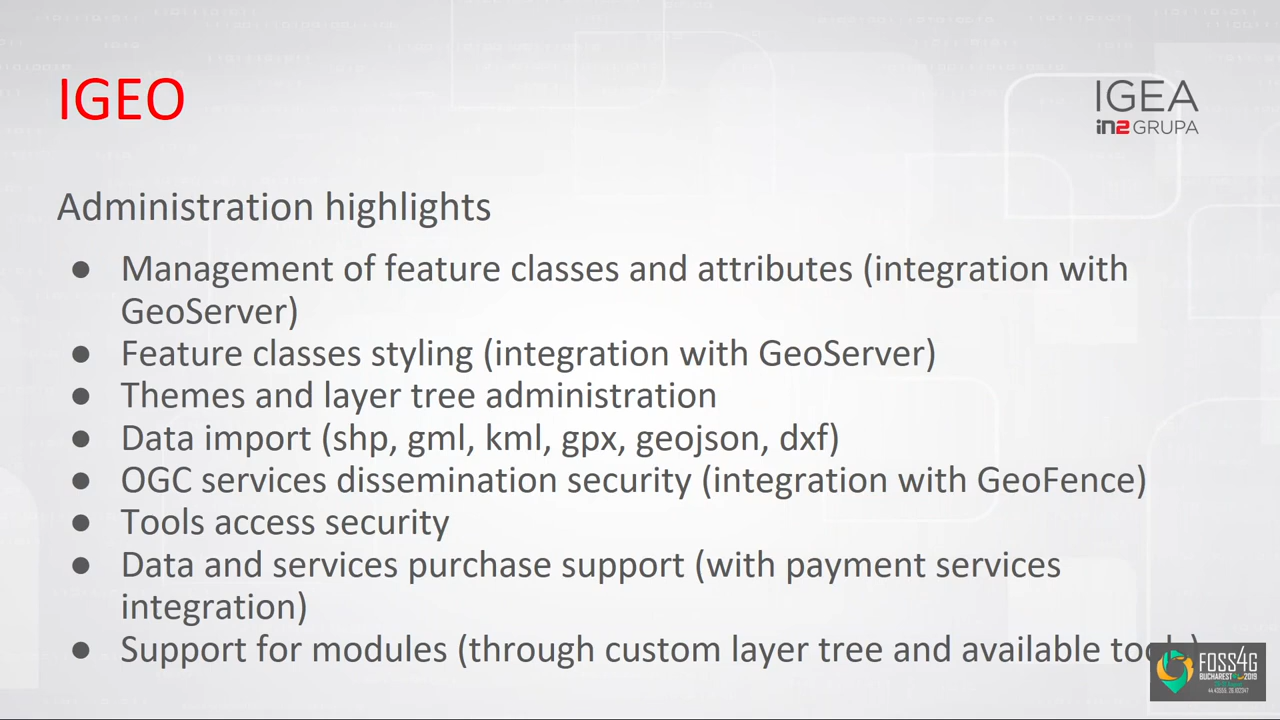 IGEO
IGEA
in2 GRUPA
Administration highlights
● Management of feature classes and attributes (integration with
GeoServer)
● Feature classes styling (integration with GeoServer)
● Themes and layer tree administration
● Data import (shp, gml, kml, gpx, geojson, dxf)
● OGC services dissemination security (integration with GeoFence)
● Tools access security
● Data and services purchase support (with payment services
integration)
● Support for modules (through custom layer tree and available
FOSS4G
BUCHAREST 2019